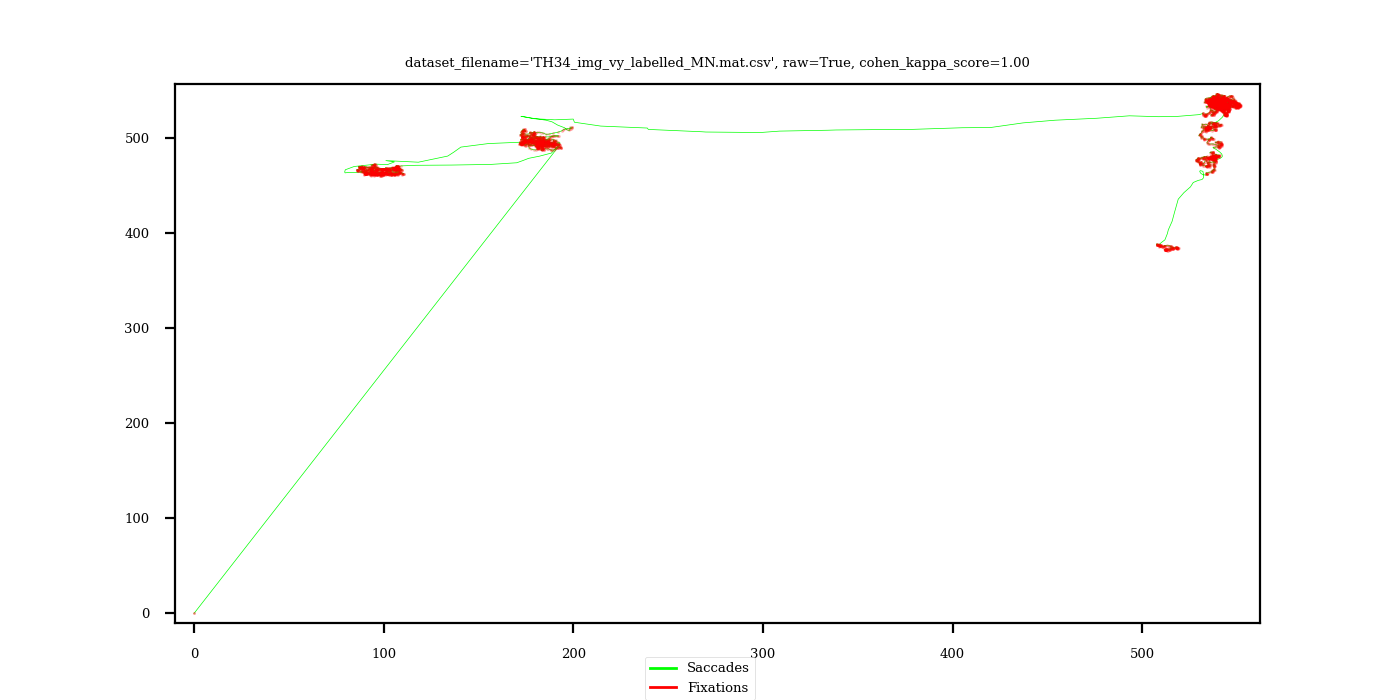 dataset_filename='TH34_img_vy_labelled_MN.mat.csv', raw=True, cohen_kappa_score=1.00
500
400
300
200
100
0
0 100 200 300 400 500
Saccades
Fixations